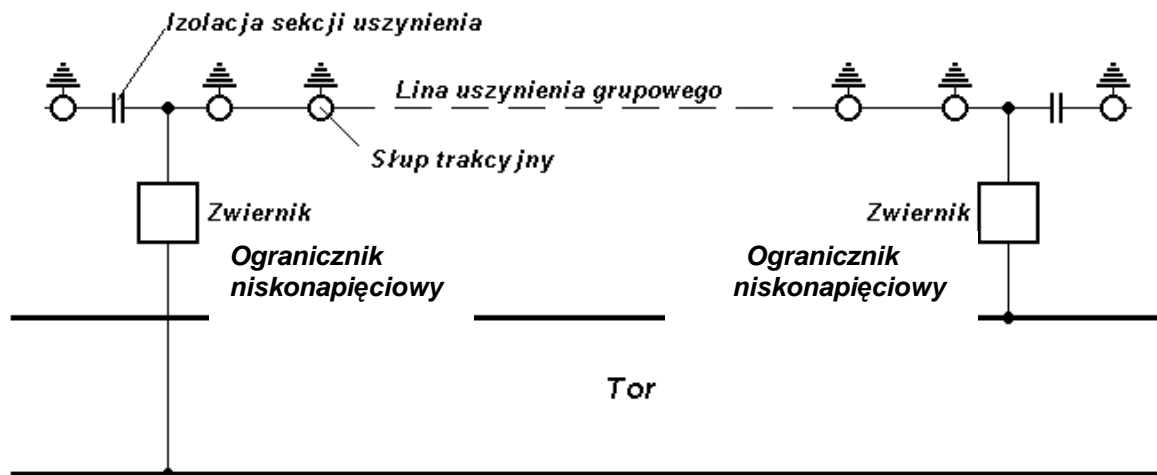 Izolacja sekcji uszynienia
Lina uszynienia grupowego
Słup trakcyjny
Zwiernik
Zwiernik
Ogranicznik
niskonapięciowy
Ogranicznik
niskonapięciowy
Tor